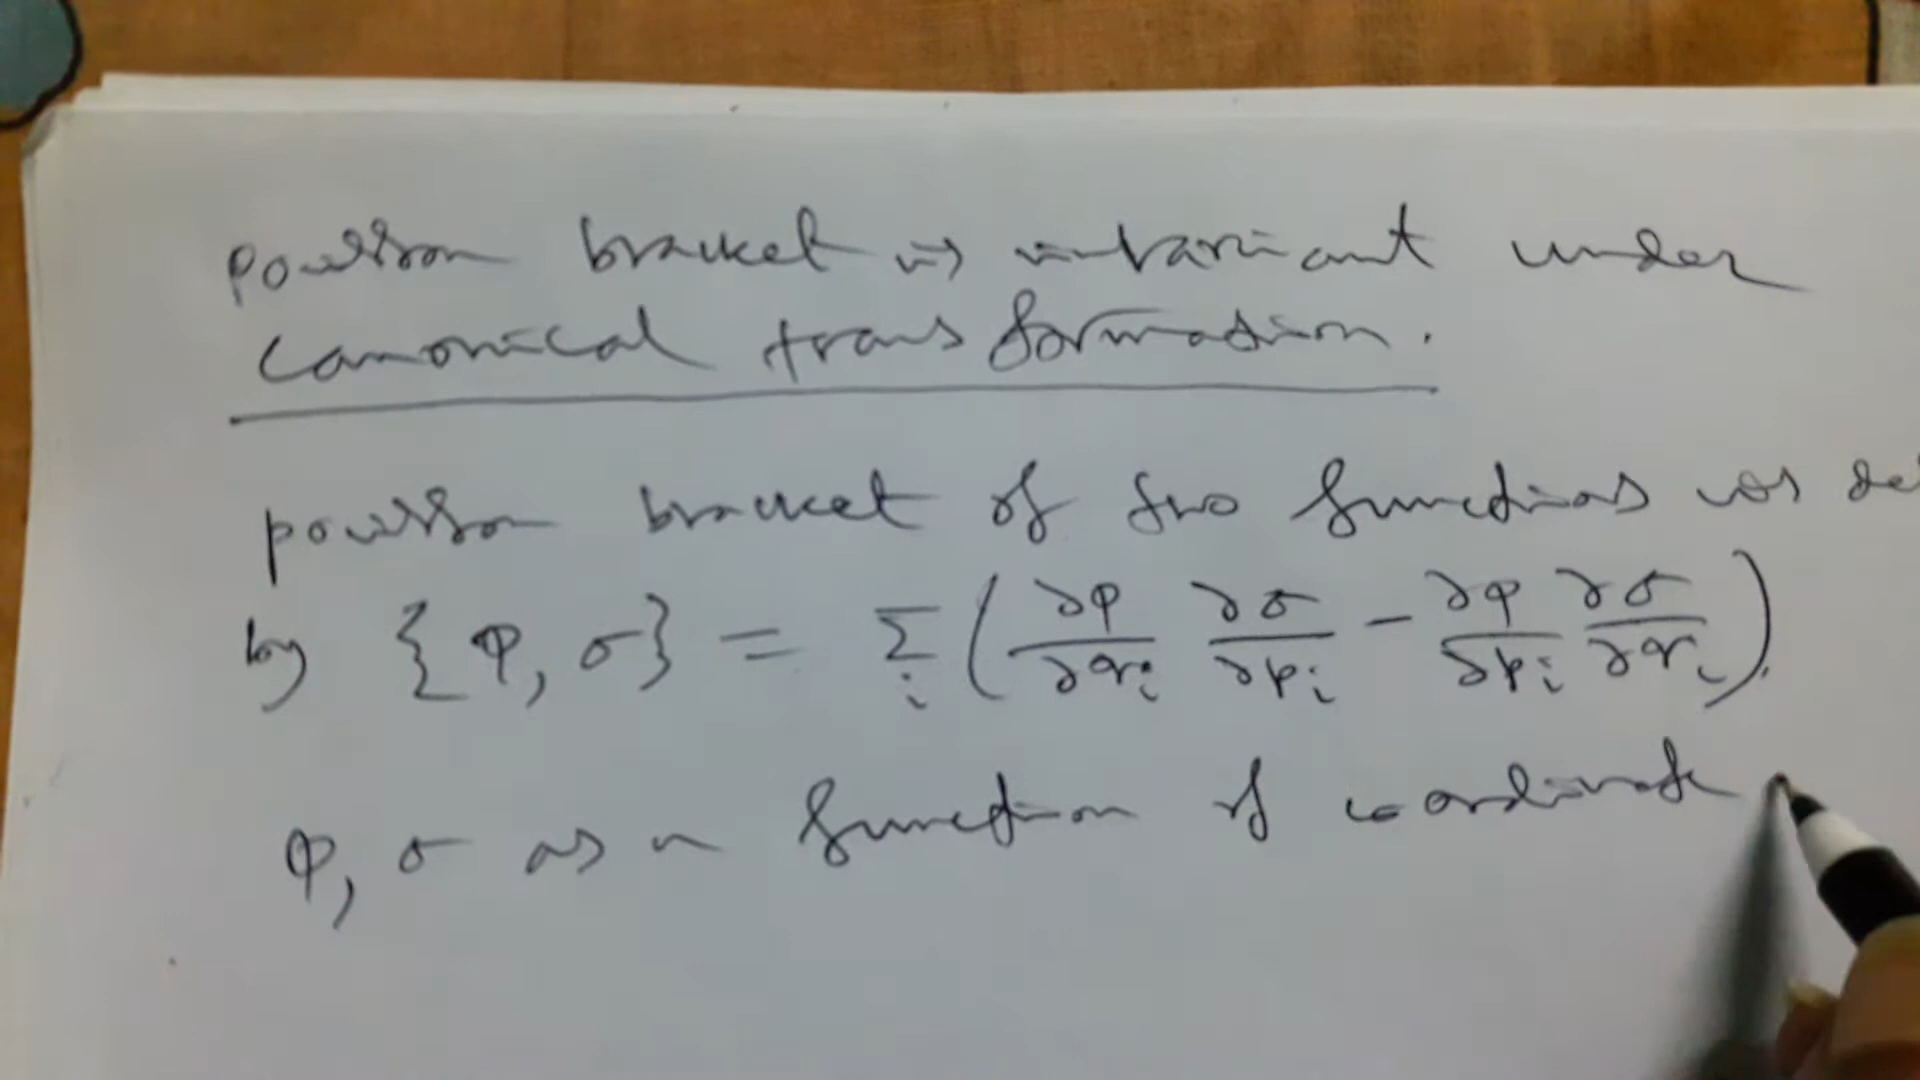 Poisson bracket is invariant under
canonical transformation.
poisson bracket of two functions is de
by {φ, σ} = Σ_i (∂φ/∂q_i ∂σ/∂p_i - ∂φ/∂p_i ∂σ/∂q_i).
φ, σ as a function of coordinate